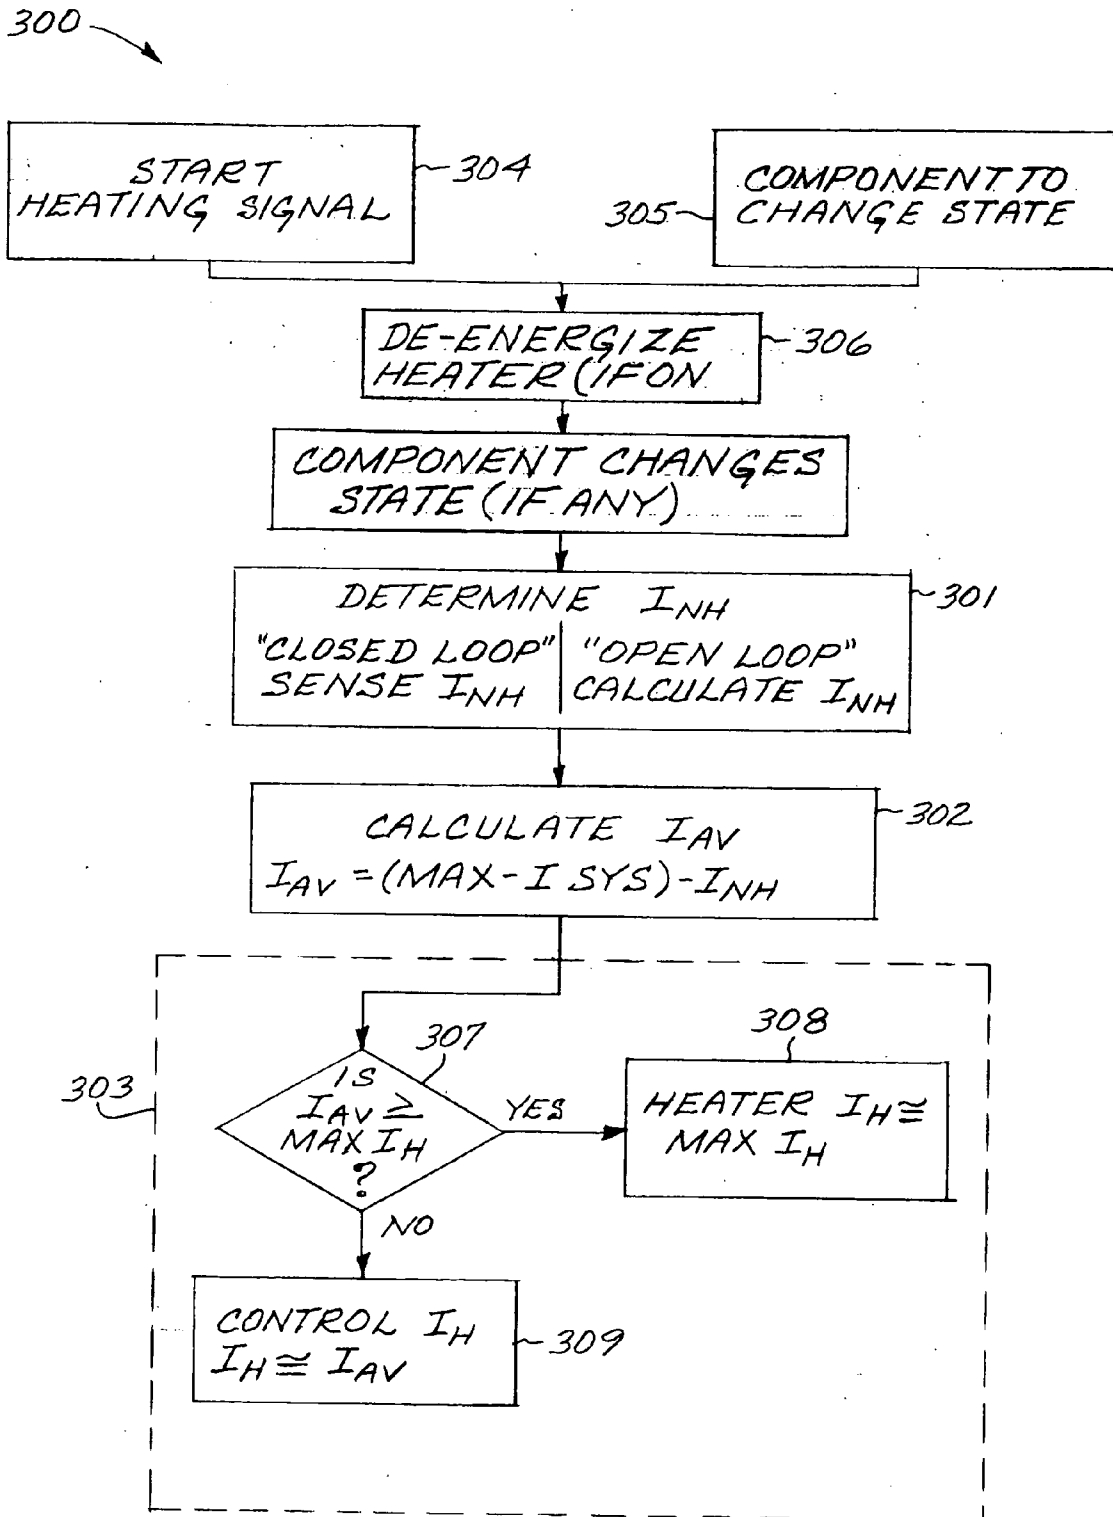 300
START
HEATING SIGNAL
304
COMPONENT TO
CHANGE STATE
305
DE-ENERGIZE
HEATER (IF ON
306
COMPONENT CHANGES
STATE (IF ANY)
DETERMINE I_NH
"CLOSED LOOP"
SENSE I_NH
"OPEN LOOP"
CALCULATE I_NH
301
CALCULATE I_AV
I_AV = (MAX-I SYS) - I_NH
302
303
307
IS
I_AV ≥
MAX I_H
?
YES
308
HEATER I_H ≅
MAX I_H
NO
CONTROL I_H
I_H ≅ I_AV
309